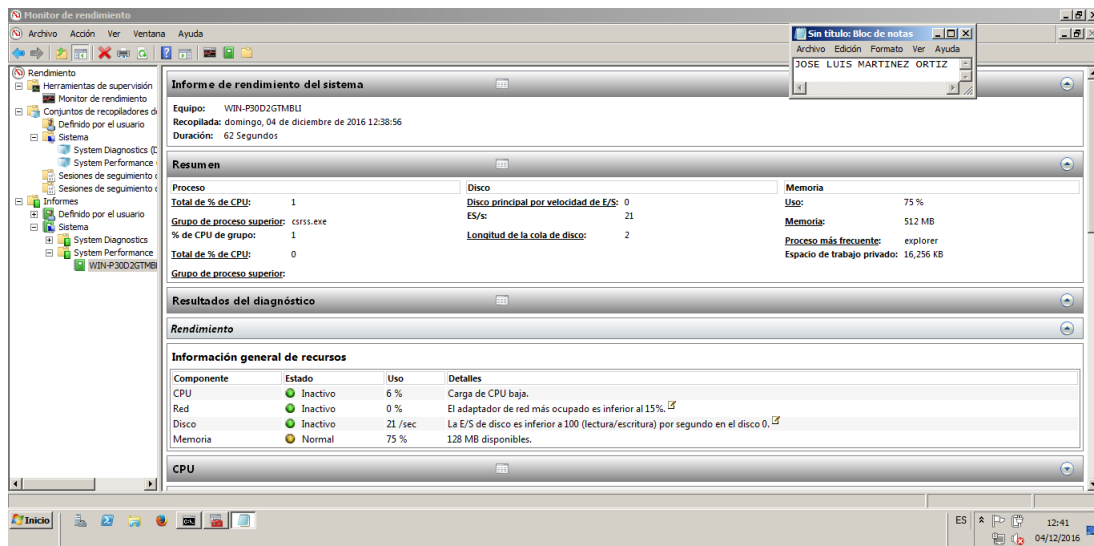 Monitor de rendimiento
Archivo Acción Ver Ventana Ayuda
Sin título: Bloc de notas
Archivo Edición Formato Ver Ayuda
JOSE LUIS MARTINEZ ORTIZ
Rendimiento
Herramientas de supervisión
Monitor de rendimiento
Conjuntos de recopiladores d
Definido por el usuario
Sistema
System Diagnostics (D
System Performance
Sesiones de seguimiento
Sesiones de seguimiento
Informes
Definido por el usuario
Sistema
System Diagnostics
System Performance
WIN-P30D2GTMBL
Informe de rendimiento del sistema
Equipo: WIN-P30D2GTMBLI
Recopilada: domingo, 04 de diciembre de 2016 12:38:56
Duración: 62 Segundos
Resumen
Proceso Disco Memoria
Total de % de CPU: 1 Disco principal por velocidad de E/S: 0 Uso: 75 %
Grupo de proceso superior: csrss.exe ES/s: 21 Memoria: 512 MB
% de CPU de grupo: 1 Longitud de la cola de disco: 2 Proceso más frecuente: explorer
Total de % de CPU: 0 Espacio de trabajo privado: 16,256 KB
Grupo de proceso superior:
Resultados del diagnóstico
Rendimiento
Información general de recursos
Componente Estado Uso Detalles
CPU Inactivo 6 % Carga de CPU baja.
Red Inactivo 0 % El adaptador de red más ocupado es inferior al 15%.
Disco Inactivo 21 /sec La E/S de disco es inferior a 100 (lectura/escritura) por segundo en el disco 0.
Memoria Normal 75 % 128 MB disponibles.
CPU
Inicio
ES
12:41
04/12/2016